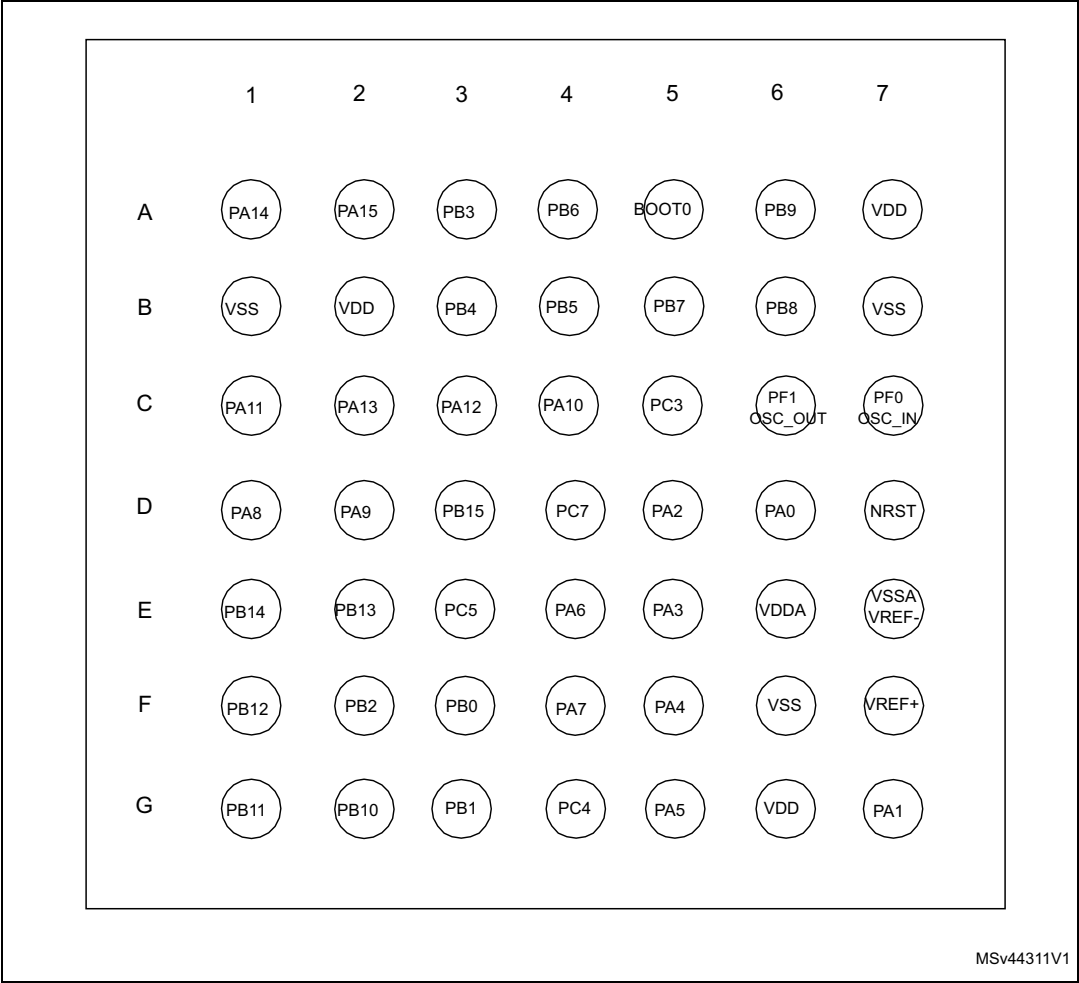 1 2 3 4 5 6 7
A PA14 PA15 PB3 PB6 BOOT0 PB9 VDD
B VSS VDD PB4 PB5 PB7 PB8 VSS
C PA11 PA13 PA12 PA10 PC3 PF1 OSC_OUT PF0 OSC_IN
D PA8 PA9 PB15 PC7 PA2 PA0 NRST
E PB14 PB13 PC5 PA6 PA3 VDDA VSSA VREF-
F PB12 PB2 PB0 PA7 PA4 VSS VREF+
G PB11 PB10 PB1 PC4 PA5 VDD PA1
MSv44311V1